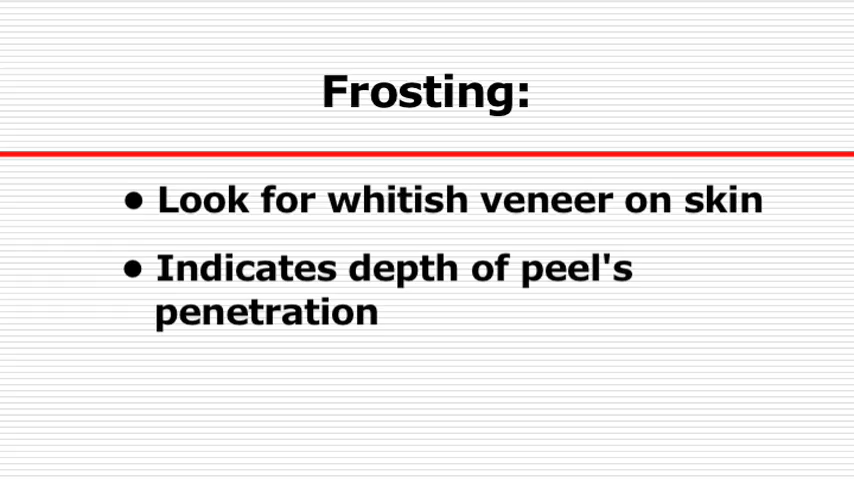 Frosting:
• Look for whitish veneer on skin
• Indicates depth of peel's
penetration